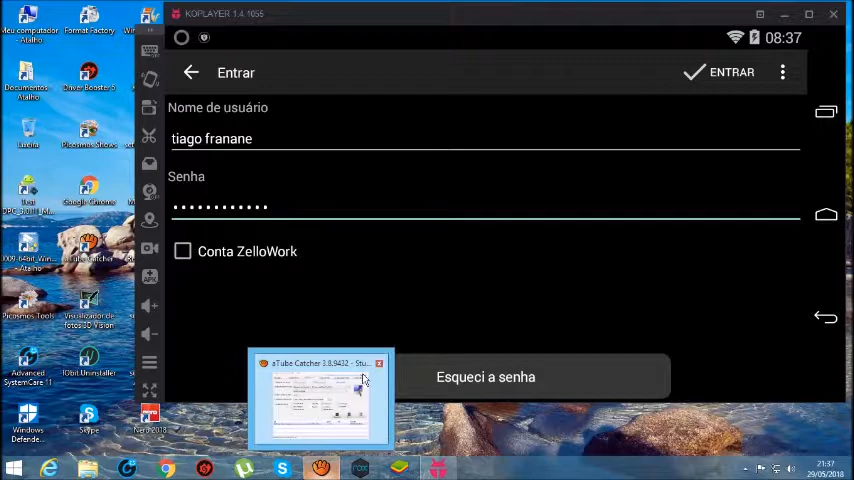 Meu computador
- Atalho
Format Factory
KOPLAYER 1.4.1055
08:37
Entrar
ENTRAR
Documentos
Atalho
Driver Booster 5
Nome de usuário
tiago franane
Lixeira
Picosmos Shows
Senha
••••••••••••
Google Chrome
Conta ZelloWork
aTube Catcher
Atalho
Picosmos Tools
Visualizador
de fotos 3D Vision
Advanced
SystemCare 11
IObit Uninstaller
aTube Catcher 3.8.9432 - Stu...
Esqueci a senha
Windows
Defende...
Skype
Nero 2018
21:37
29/05/2018